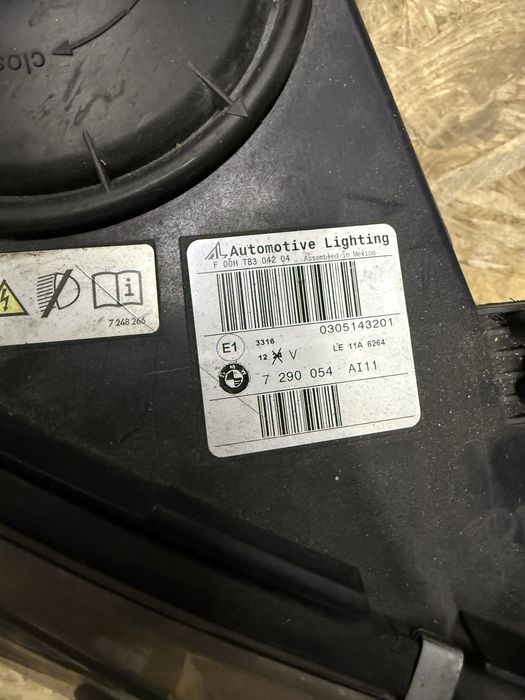 close
Automotive Lighting
F 00H TB3 042 04 Assembled in Mexico
0305143201
E1 3316
12 V LE 11A 6264
7 290 054 AI11
7 248 266